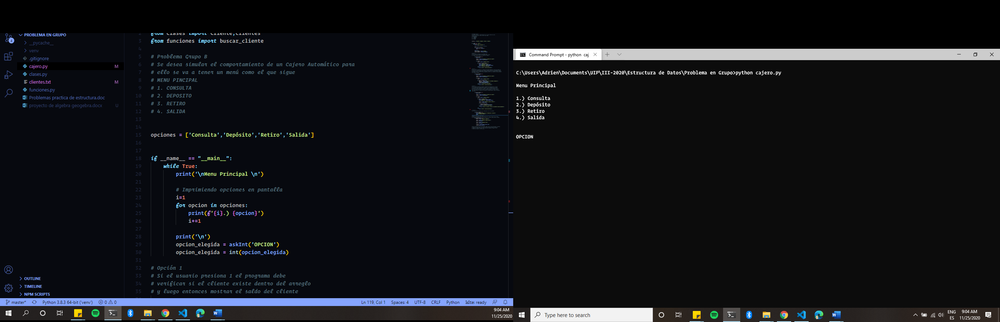 PROBLEMA EN GRUPO
__pycache__
venv
.gitignore
cajero.py M
clases.py
clientes.txt M
funciones.py
Problemas practica de estructura.doc
proyecto de algebra geogebra.docx U
4
OUTLINE
TIMELINE
NPM SCRIPTS
2 from clases import Cliente,clientes
3 from funciones import buscar_cliente
4
5 # Problema Grupo B
6 # Se desea simular el comportamiento de un Cajero Automático para
7 # ello se va a tener un menú como el que sigue
8 # MENU PINCIPAL
9 # 1. CONSULTA
10 # 2. DEPOSITO
11 # 3. RETIRO
12 # 4. SALIDA
13
14
15 opciones = ['Consulta','Depósito','Retiro','Salida']
16
17
18 if __name__ == "__main__":
19 while True:
20 print('\nMenu Principal \n')
21
22 # Imprimiendo opciones en pantalla
23 i=1
24 for opcion in opciones:
25 print(f'{i}.) {opcion}')
26 i+=1
27
28 print('\n')
29 opcion_elegida = askInt('OPCION')
30 opcion_elegida = int(opcion_elegida)
31
32 # Opción 1
33 # Si el usuario presiona 1 el programa debe
34 # verificar si el cliente existe dentro del arreglo
35 # y luego entonces mostrar el saldo del cliente
master* Python 3.8.3 64-bit ('venv') 0 0 Ln 119, Col 1 Spaces: 4 UTF-8 CRLF Python kite: ready
9:04 AM
11/25/2020
Command Prompt - python caj
C:\Users\Adrien\Documents\UIP\III-2020\Estructura de Datos\Problema en Grupo>python cajero.py
Menu Principal
1.) Consulta
2.) Depósito
3.) Retiro
4.) Salida
OPCION
Type here to search
ENG
ES
9:04 AM
11/25/2020